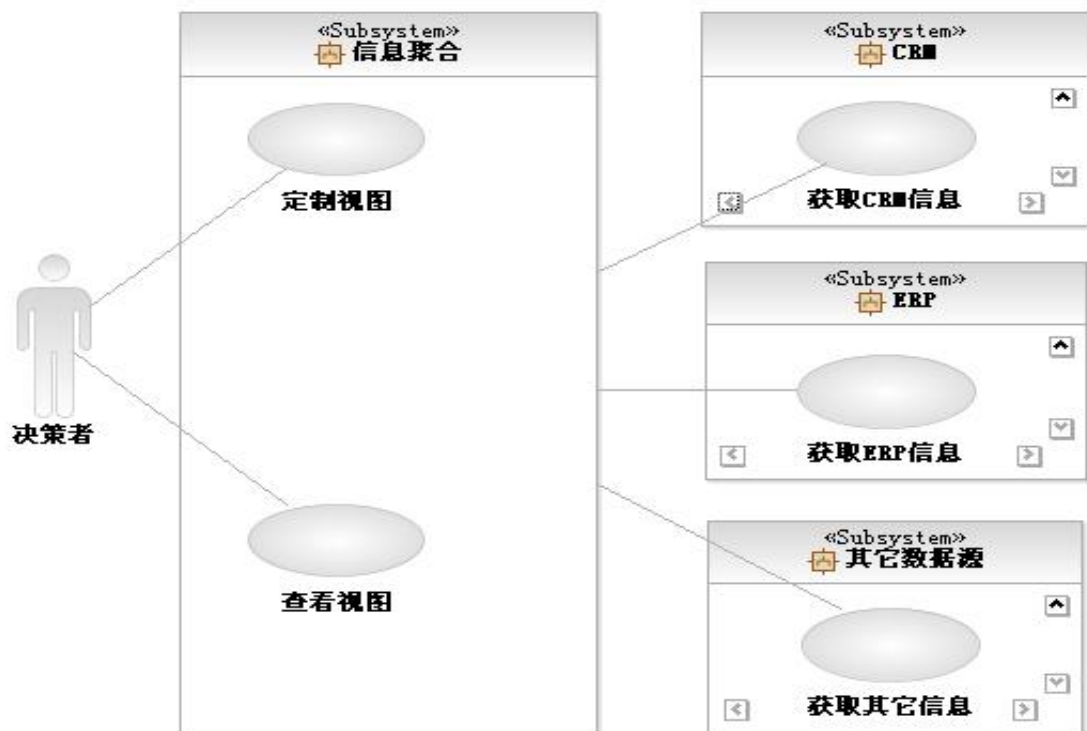 «Subsystem»
信息聚合
定制视图
查看视图
决策者
«Subsystem»
CRM
获取CRM信息
«Subsystem»
ERP
获取ERP信息
«Subsystem»
其它数据源
获取其它信息